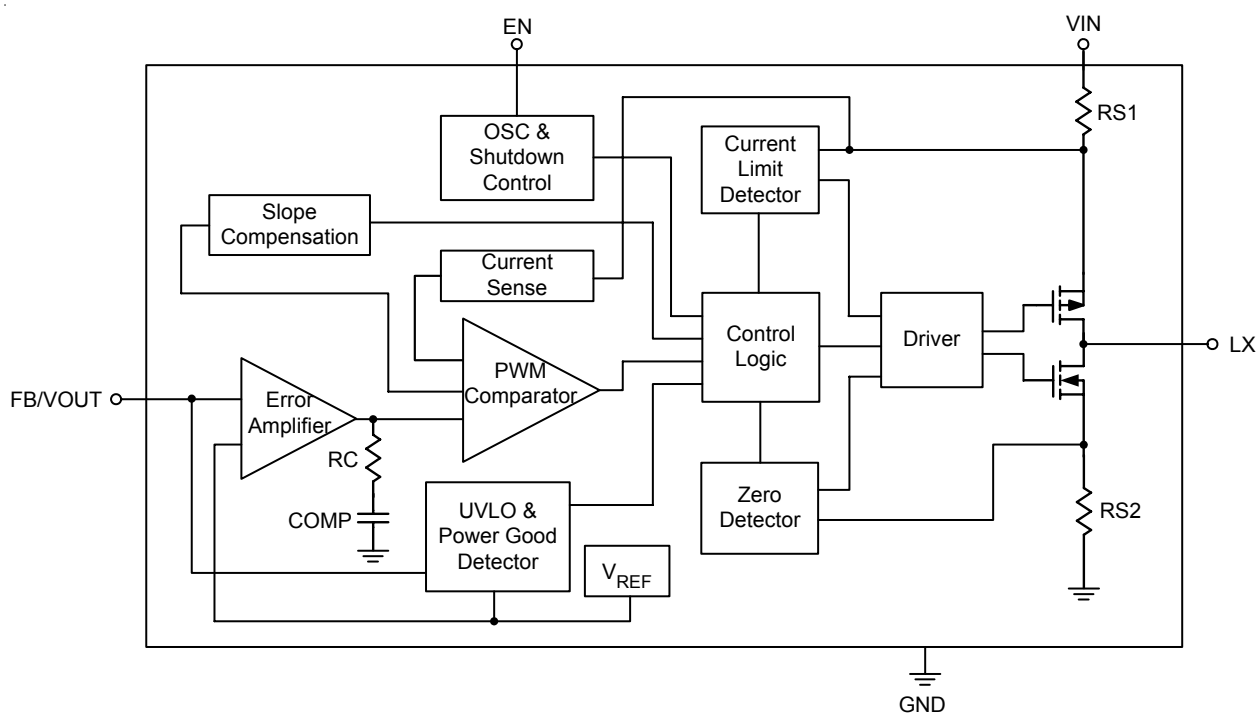 EN
VIN
RS1
OSC &
Shutdown
Control
Current
Limit
Detector
Slope
Compensation
Current
Sense
Control
Logic
Driver
LX
PWM
Comparator
FB/VOUT
Error
Amplifier
RC
COMP
UVLO &
Power Good
Detector
VREF
Zero
Detector
RS2
GND